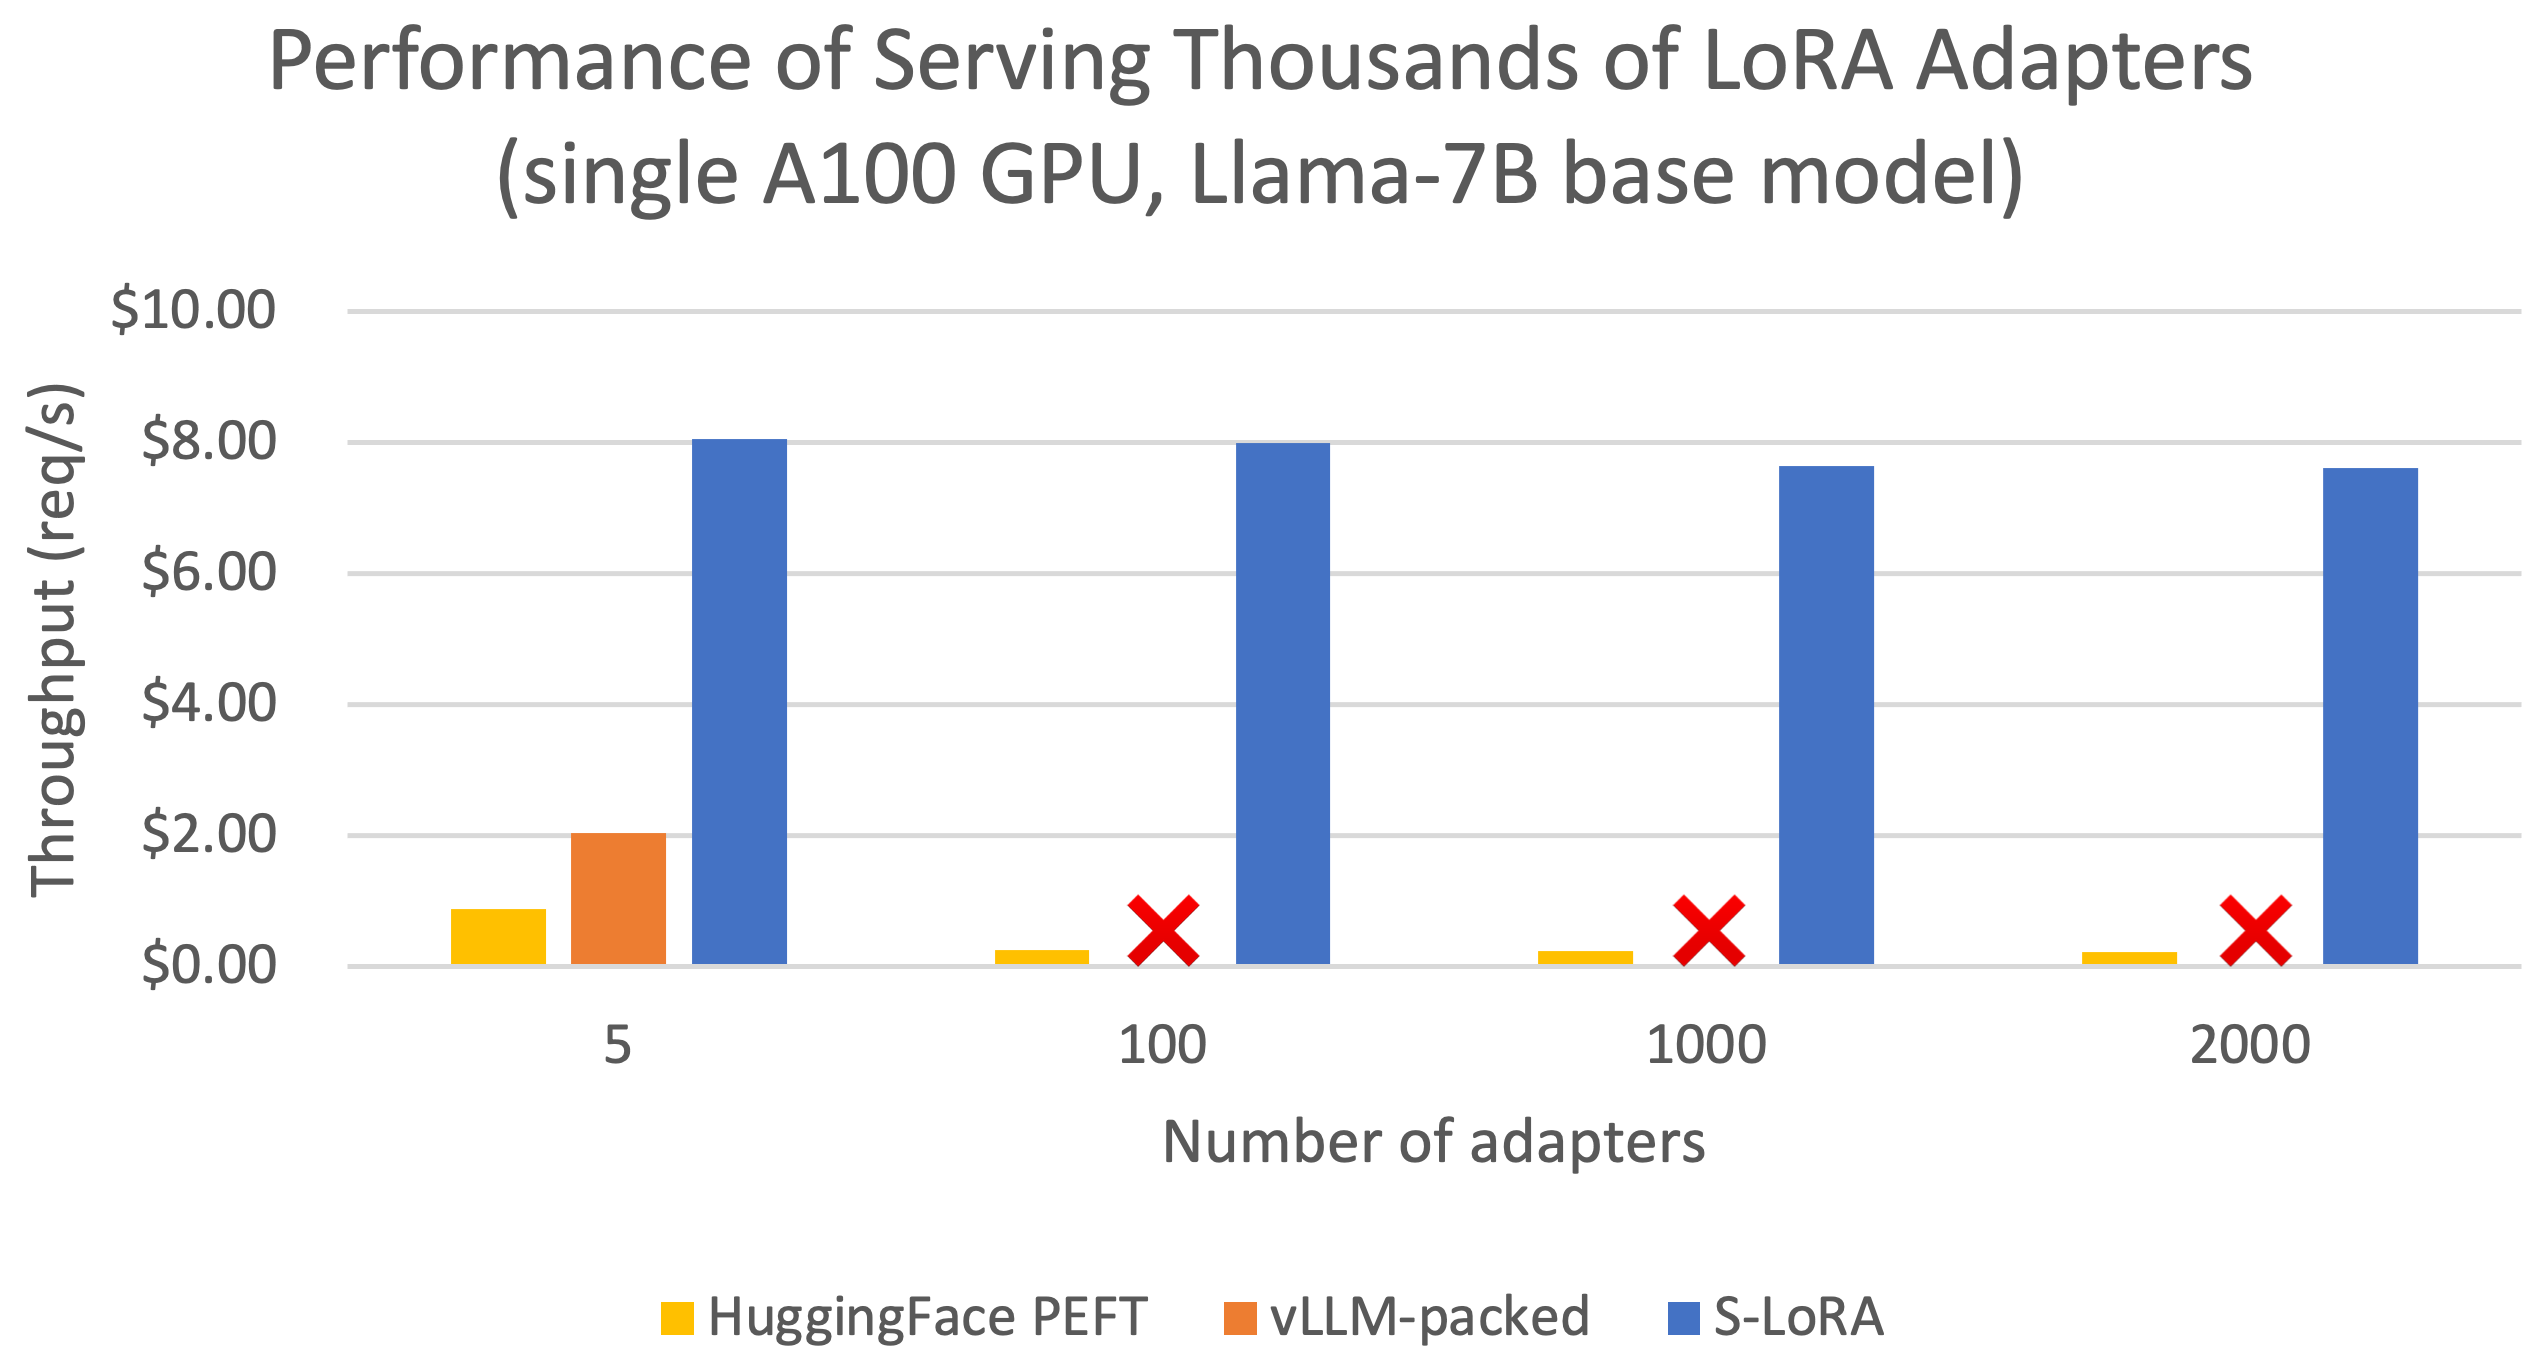 Performance of Serving Thousands of LoRA Adapters
(single A100 GPU, Llama-7B base model)
Throughput (req/s)
$10.00
$8.00
$6.00
$4.00
$2.00
$0.00
5
100
1000
2000
Number of adapters
HuggingFace PEFT
vLLM-packed
S-LoRA